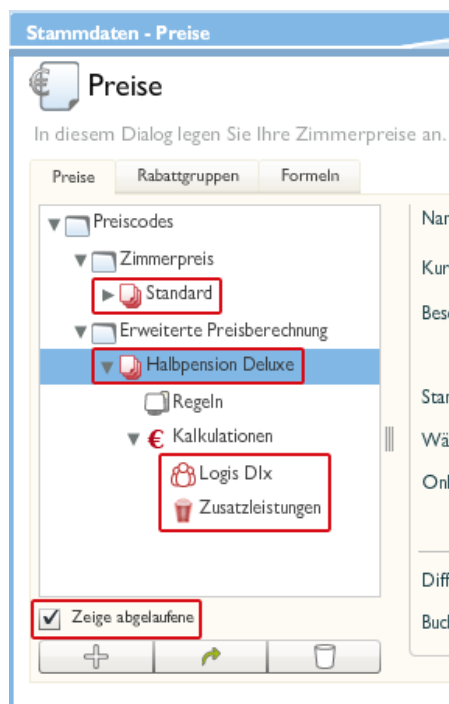 Stammdaten - Preise
Preise
In diesem Dialog legen Sie Ihre Zimmerpreise an.
Preise Rabattgruppen Formeln
Preiscodes
Zimmerpreis
Standard
Erweiterte Preisberechnung
Halbpension Deluxe
Regeln
€ Kalkulationen
Logis Dlx
Zusatzleistungen
Zeige abgelaufene